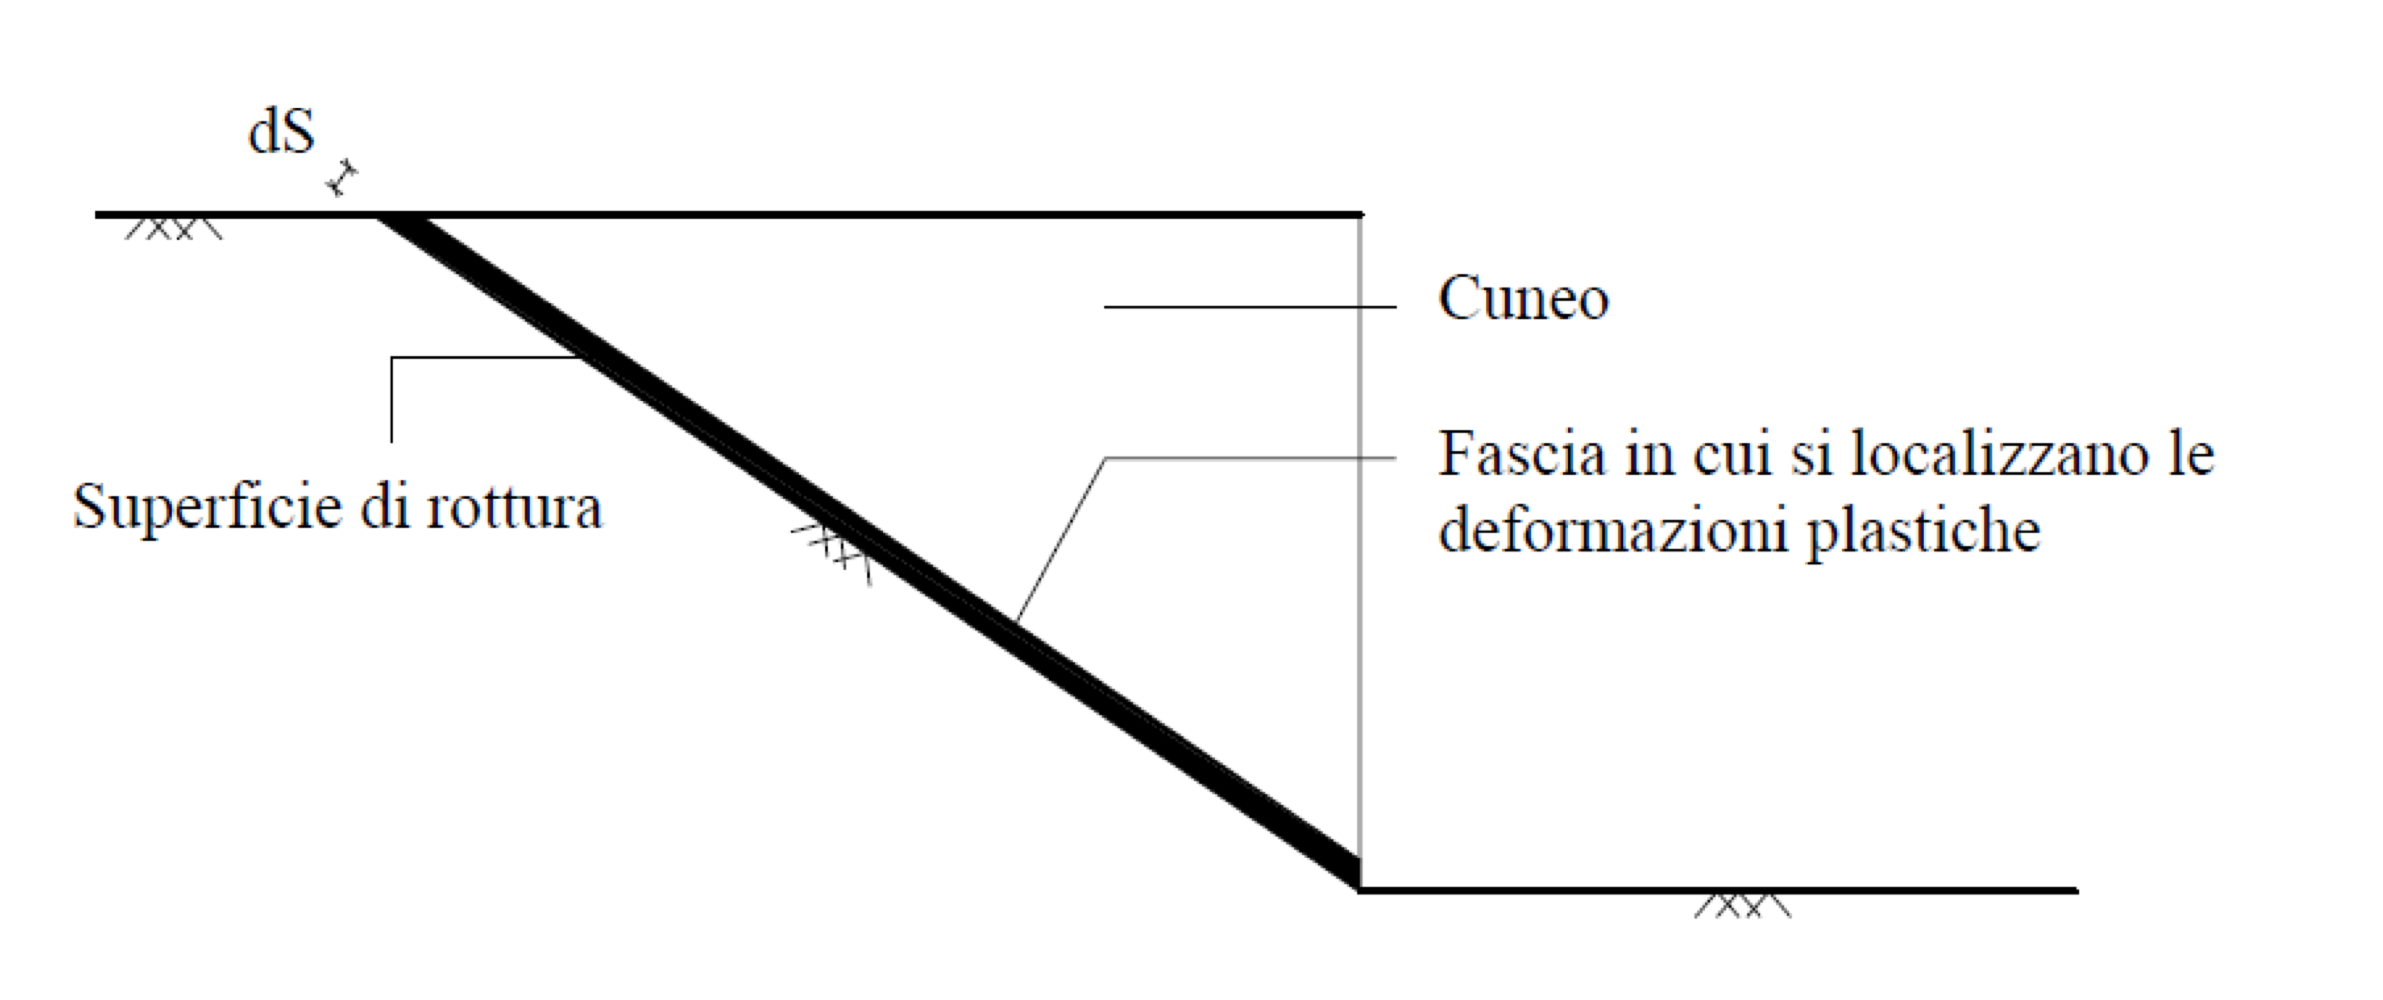 dS
Cuneo
Fascia in cui si localizzano le
deformazioni plastiche
Superficie di rottura